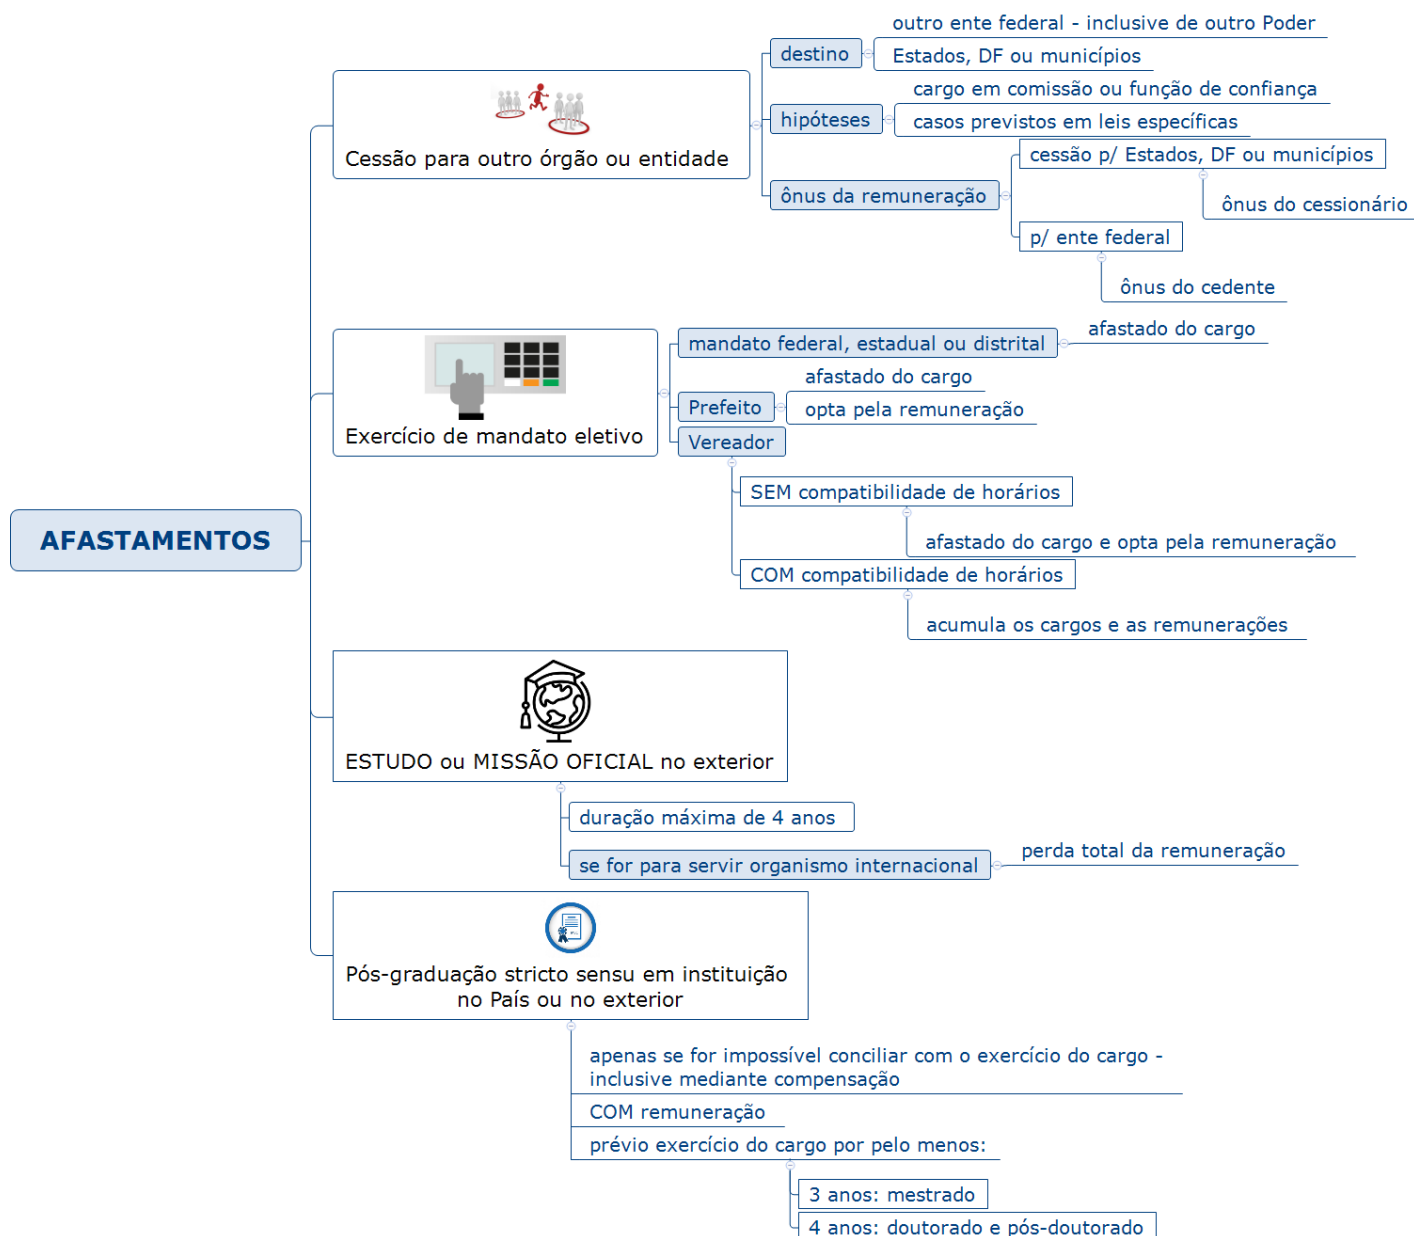 AFASTAMENTOS
Cessão para outro órgão ou entidade
destino
outro ente federal - inclusive de outro Poder
Estados, DF ou municípios
hipóteses
cargo em comissão ou função de confiança
casos previstos em leis específicas
ônus da remuneração
cessão p/ Estados, DF ou municípios
ônus do cessionário
p/ ente federal
ônus do cedente
Exercício de mandato eletivo
mandato federal, estadual ou distrital
afastado do cargo
Prefeito
afastado do cargo
opta pela remuneração
Vereador
SEM compatibilidade de horários
afastado do cargo e opta pela remuneração
COM compatibilidade de horários
acumula os cargos e as remunerações
ESTUDO ou MISSÃO OFICIAL no exterior
duração máxima de 4 anos
se for para servir organismo internacional
perda total da remuneração
Pós-graduação stricto sensu em instituição
no País ou no exterior
apenas se for impossível conciliar com o exercício do cargo -
inclusive mediante compensação
COM remuneração
prévio exercício do cargo por pelo menos:
3 anos: mestrado
4 anos: doutorado e pós-doutorado